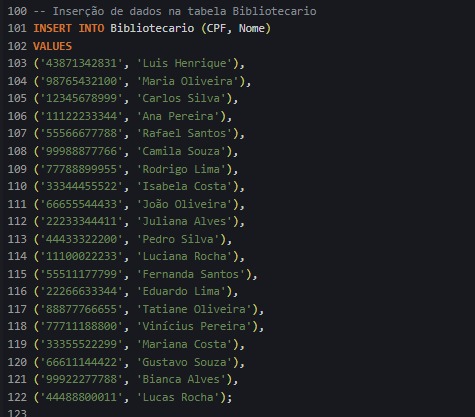 100 -- Inserção de dados na tabela Bibliotecario
101 INSERT INTO Bibliotecario (CPF, Nome)
102 VALUES
103 ('43871342831', 'Luis Henrique'),
104 ('98765432100', 'Maria Oliveira'),
105 ('12345678999', 'Carlos Silva'),
106 ('11122233344', 'Ana Pereira'),
107 ('55566677788', 'Rafael Santos'),
108 ('99988877766', 'Camila Souza'),
109 ('77788899955', 'Rodrigo Lima'),
110 ('33344455522', 'Isabela Costa'),
111 ('66655544433', 'João Oliveira'),
112 ('22233344411', 'Juliana Alves'),
113 ('44433322200', 'Pedro Silva'),
114 ('11100022233', 'Luciana Rocha'),
115 ('55511177799', 'Fernanda Santos'),
116 ('22266633344', 'Eduardo Lima'),
117 ('88877766655', 'Tatiane Oliveira'),
118 ('77711188800', 'Vinícius Pereira'),
119 ('33355522299', 'Mariana Costa'),
120 ('66611144422', 'Gustavo Souza'),
121 ('99922277788', 'Bianca Alves'),
122 ('44488800011', 'Lucas Rocha');
123